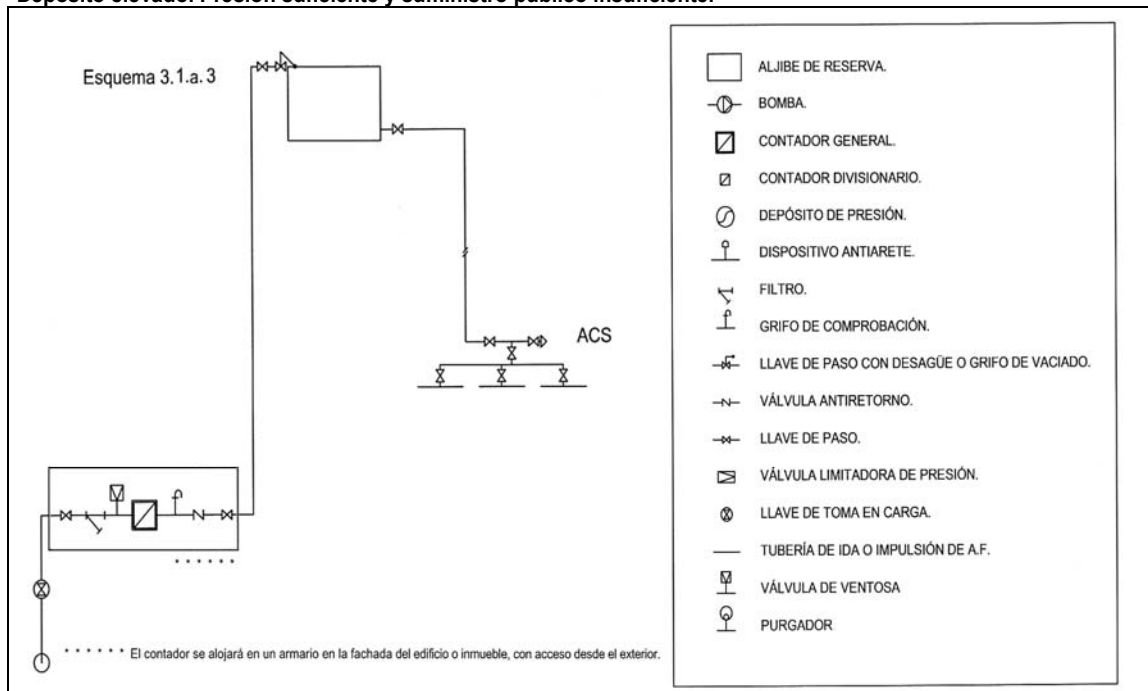 Depósito elevado. Presión suficiente y suministro público insuficiente.
Esquema 3.1.a.3
ACS
* * * * * *
* * * * * * El contador se alojará en un armario en la fachada del edificio o inmueble, con acceso desde el exterior.
ALJIBE DE RESERVA.
BOMBA.
CONTADOR GENERAL.
CONTADOR DIVISIONARIO.
DEPÓSITO DE PRESIÓN.
DISPOSITIVO ANTIARETE.
FILTRO.
GRIFO DE COMPROBACIÓN.
LLAVE DE PASO CON DESAGÜE O GRIFO DE VACIADO.
VÁLVULA ANTIRETORNO.
LLAVE DE PASO.
VÁLVULA LIMITADORA DE PRESIÓN.
LLAVE DE TOMA EN CARGA.
TUBERÍA DE IDA O IMPULSIÓN DE A.F.
VÁLVULA DE VENTOSA
PURGADOR